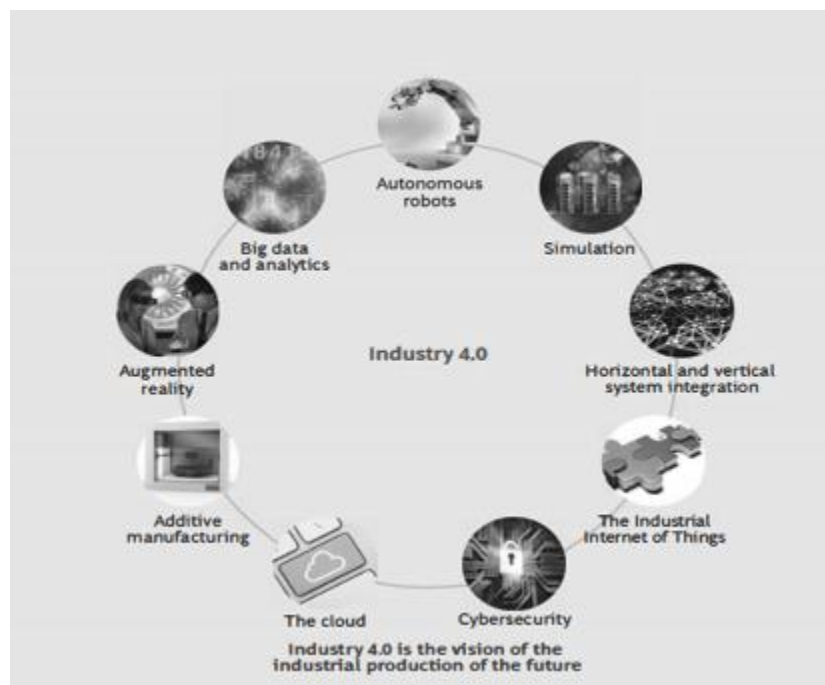 Autonomous
robots
Big data
and analytics
Simulation
Augmented
reality
Industry 4.0
Horizontal and vertical
system integration
Additive
manufacturing
The Industrial
Internet of Things
The cloud
Cybersecurity
Industry 4.0 is the vision of the
industrial production of the future